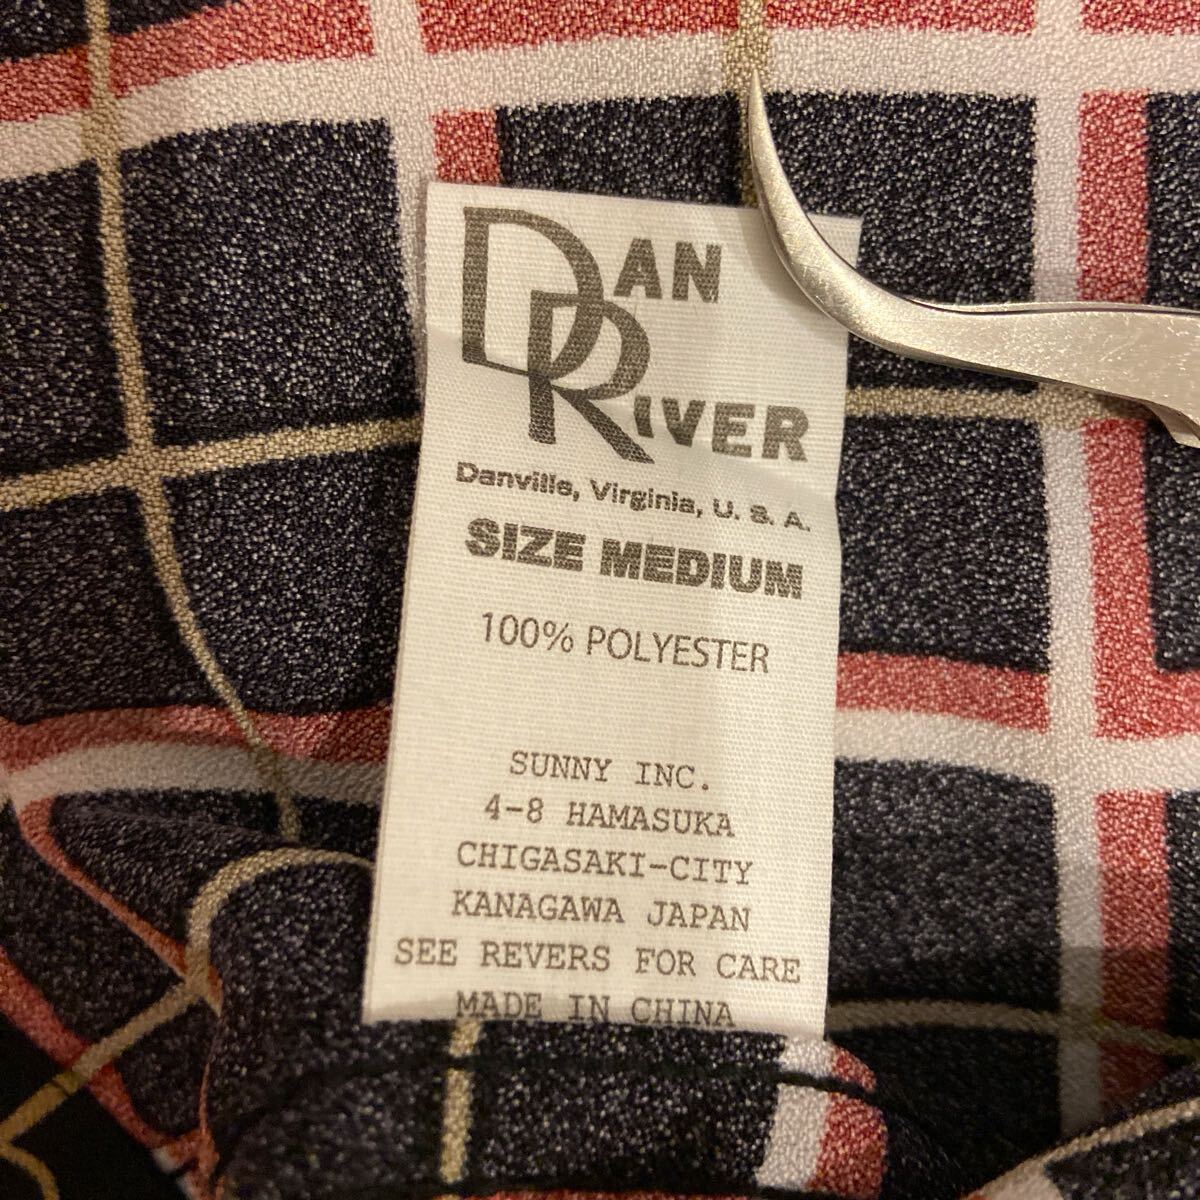 DAN
RIVER
Danville, Virginia, U. S. A.
SIZE MEDIUM
100% POLYESTER
SUNNY INC.
4-8 HAMASUKA
CHIGASAKI-CITY
KANAGAWA JAPAN
SEE REVERS FOR CARE
MADE IN CHINA